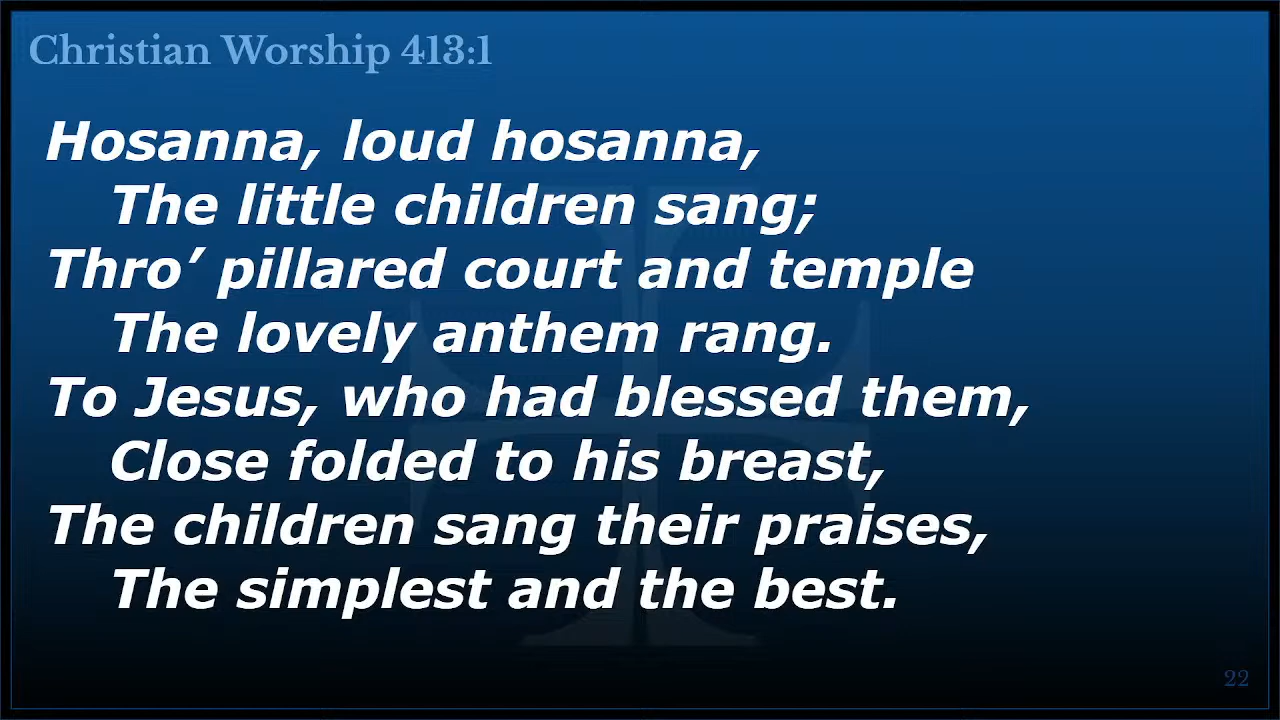 Christian Worship 413:1
Hosanna, loud hosanna,
The little children sang;
Thro’ pillared court and temple
The lovely anthem rang.
To Jesus, who had blessed them,
Close folded to his breast,
The children sang their praises,
The simplest and the best.
22